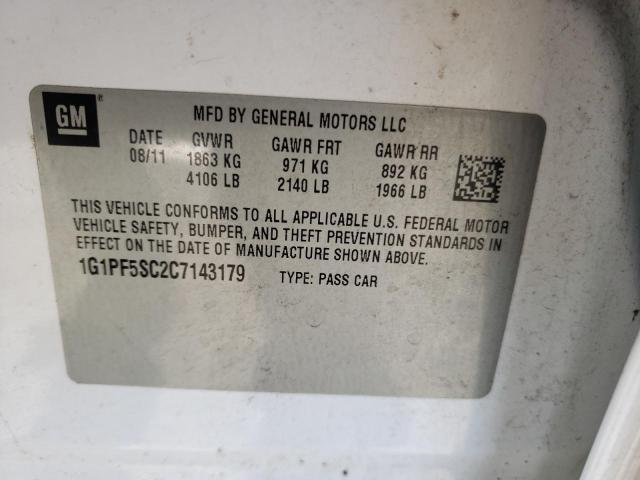 GM
MFD BY GENERAL MOTORS LLC
DATE GVWR GAWR FRT GAWR RR
08/11 1863 KG 971 KG 892 KG
4106 LB 2140 LB 1966 LB
THIS VEHICLE CONFORMS TO ALL APPLICABLE U.S. FEDERAL MOTOR
VEHICLE SAFETY, BUMPER, AND THEFT PREVENTION STANDARDS IN
EFFECT ON THE DATE OF MANUFACTURE SHOWN ABOVE.
1G1PF5SC2C7143179 TYPE: PASS CAR